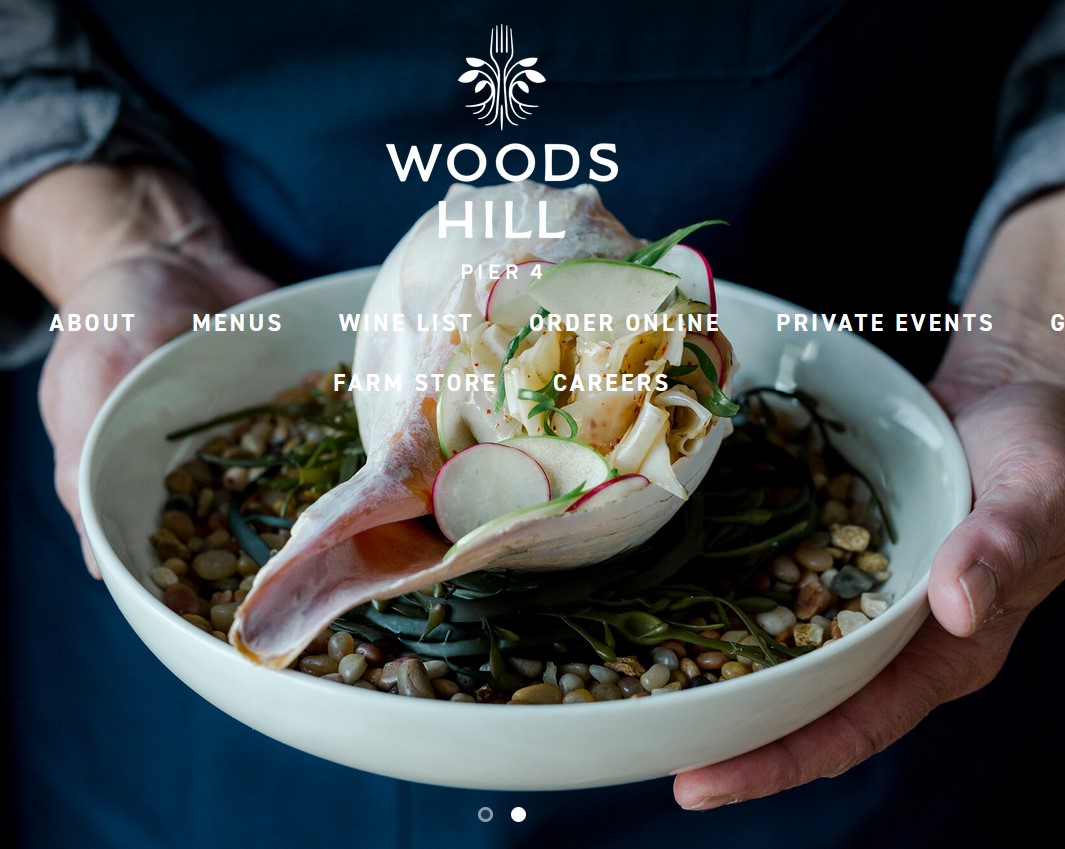 WOODS
HILL
PIER 4
ABOUT MENUS WINE LIST ORDER ONLINE PRIVATE EVENTS
FARM STORE CAREERS